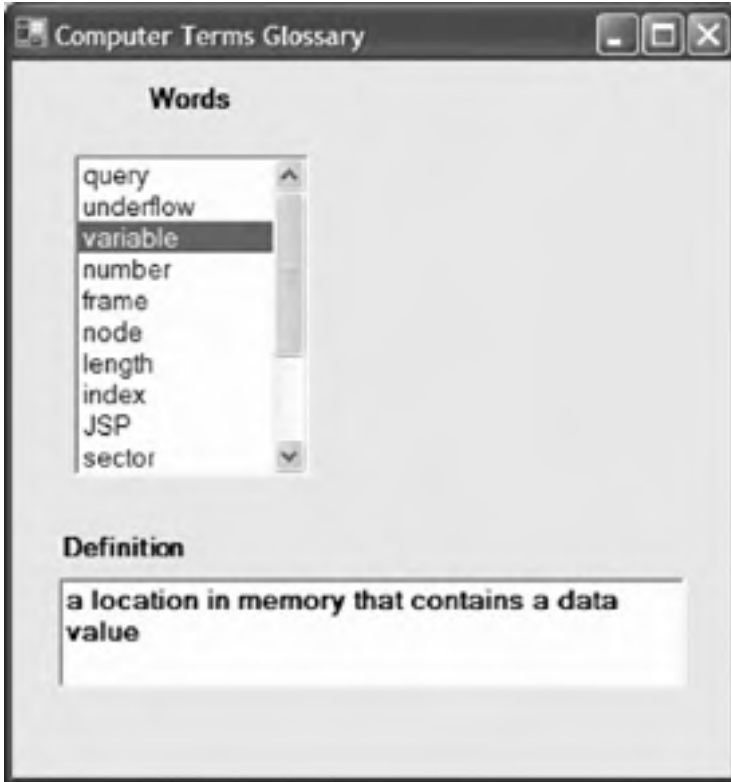 Computer Terms Glossary
Words
query
underflow
variable
number
frame
node
length
index
JSP
sector
Definition
a location in memory that contains a data
value